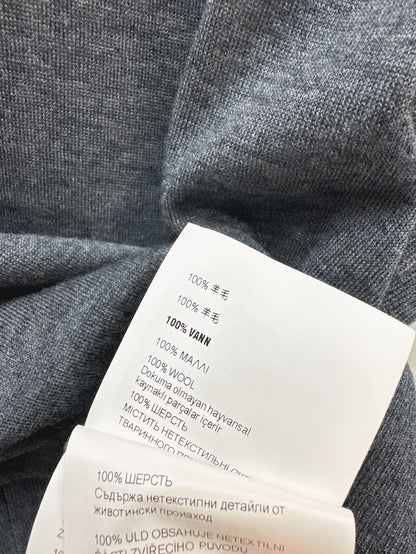 100% 羊毛
100% 羊毛
100% VANN
100% ΜΑΛΛΙ
100% WOOL
Dokuma olmayan hayvansal
kaynaklı parçalar içerir
100% ШЕРСТЬ
МІСТИТЬ НЕТЕКСТИЛЬНІ
ТВАРИННОГО
100% ШЕРСТЬ
Съдържа нетекстилни детайли от
животински произход
100% ULD OBSAHUJE NETEXTILNÍ
ČÁSTI ZVÍŘECÍHO PŮVODU